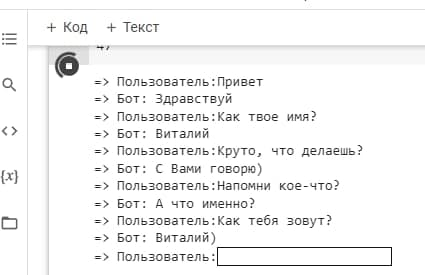 + Код + Текст
47
=> Пользователь:Привет
=> Бот: Здравствуй
=> Пользователь:Как твое имя?
=> Бот: Виталий
=> Пользователь:Круто, что делаешь?
=> Бот: С Вами говорю)
=> Пользователь:Напомни кое-что?
=> Бот: А что именно?
=> Пользователь:Как тебя зовут?
=> Бот: Виталий)
=> Пользователь:
{x}